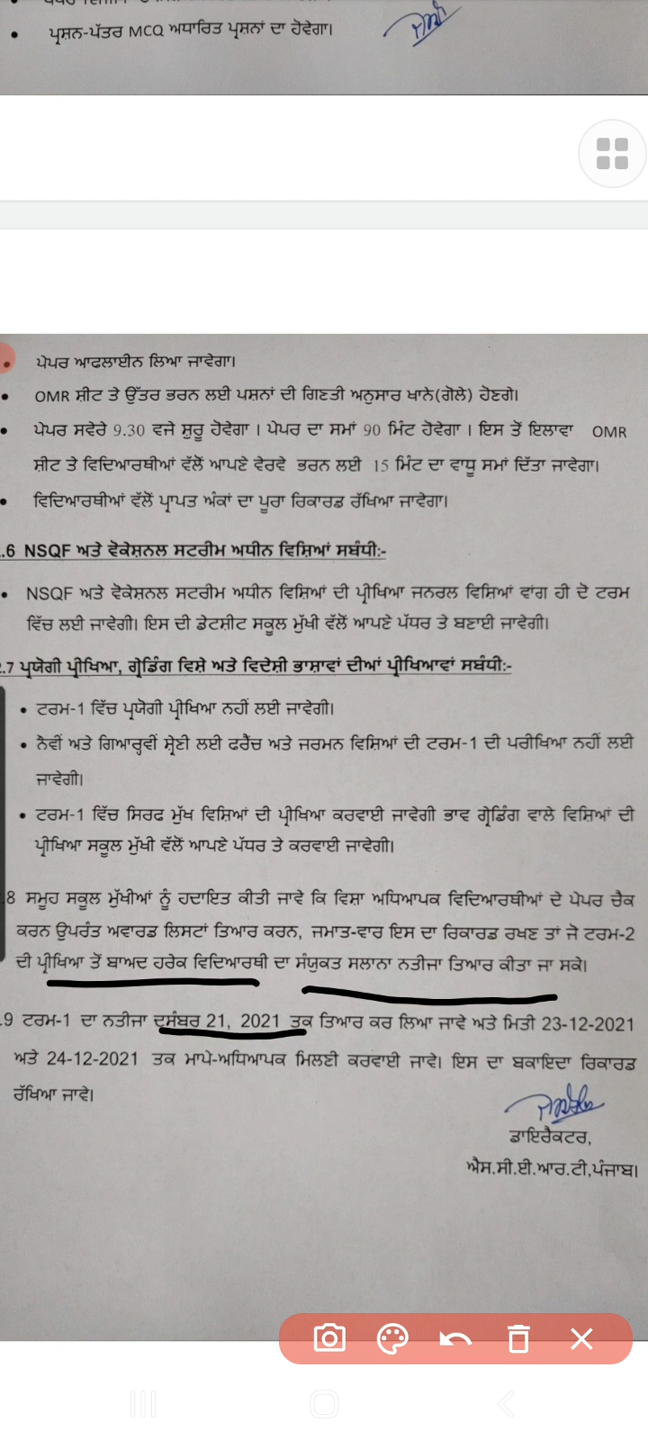 • ਪ੍ਰਸ਼ਨ-ਪੱਤਰ MCQ ਅਧਾਰਿਤ ਪ੍ਰਸ਼ਨਾਂ ਦਾ ਹੋਵੇਗਾ।
• ਪੇਪਰ ਆਫਲਾਈਨ ਲਿਆ ਜਾਵੇਗਾ।
• OMR ਸ਼ੀਟ ਤੇ ਉੱਤਰ ਭਰਨ ਲਈ ਪਸ਼ਨਾਂ ਦੀ ਗਿਣਤੀ ਅਨੁਸਾਰ ਖਾਨੇ(ਗੋਲੇ) ਹੋਣਗੇ।
• ਪੇਪਰ ਸਵੇਰੇ 9.30 ਵਜੇ ਸ਼ੁਰੂ ਹੋਵੇਗਾ । ਪੇਪਰ ਦਾ ਸਮਾਂ 90 ਮਿੰਟ ਹੋਵੇਗਾ । ਇਸ ਤੋਂ ਇਲਾਵਾ OMR
ਸ਼ੀਟ ਤੇ ਵਿਦਿਆਰਥੀਆਂ ਵੱਲੋਂ ਆਪਣੇ ਵੇਰਵੇ ਭਰਨ ਲਈ 15 ਮਿੰਟ ਦਾ ਵਾਧੂ ਸਮਾਂ ਦਿੱਤਾ ਜਾਵੇਗਾ।
• ਵਿਦਿਆਰਥੀਆਂ ਵੱਲੋਂ ਪ੍ਰਾਪਤ ਅੰਕਾਂ ਦਾ ਪੂਰਾ ਰਿਕਾਰਡ ਰੱਖਿਆ ਜਾਵੇਗਾ।
.6 NSQF ਅਤੇ ਵੋਕੇਸ਼ਨਲ ਸਟਰੀਮ ਅਧੀਨ ਵਿਸ਼ਿਆਂ ਸਬੰਧੀ:-
• NSQF ਅਤੇ ਵੋਕੇਸ਼ਨਲ ਸਟਰੀਮ ਅਧੀਨ ਵਿਸ਼ਿਆਂ ਦੀ ਪ੍ਰੀਖਿਆ ਜਨਰਲ ਵਿਸ਼ਿਆਂ ਵਾਂਗ ਹੀ ਦੋ ਟਰਮ
ਵਿੱਚ ਲਈ ਜਾਵੇਗੀ। ਇਸ ਦੀ ਡੇਟਸ਼ੀਟ ਸਕੂਲ ਮੁੱਖੀ ਵੱਲੋਂ ਆਪਣੇ ਪੱਧਰ ਤੇ ਬਣਾਈ ਜਾਵੇਗੀ।
.7 ਪ੍ਰਯੋਗੀ ਪ੍ਰੀਖਿਆ, ਗ੍ਰੇਡਿੰਗ ਵਿਸ਼ੇ ਅਤੇ ਵਿਦੇਸ਼ੀ ਭਾਸ਼ਾਵਾਂ ਦੀਆਂ ਪ੍ਰੀਖਿਆਵਾਂ ਸਬੰਧੀ:-
• ਟਰਮ-1 ਵਿੱਚ ਪ੍ਰਯੋਗੀ ਪ੍ਰੀਖਿਆ ਨਹੀਂ ਲਈ ਜਾਵੇਗੀ।
• ਨੌਵੀਂ ਅਤੇ ਗਿਆਰ੍ਹਵੀਂ ਸ਼੍ਰੇਣੀ ਲਈ ਫਰੈਂਚ ਅਤੇ ਜਰਮਨ ਵਿਸ਼ਿਆਂ ਦੀ ਟਰਮ-1 ਦੀ ਪਰੀਖਿਆ ਨਹੀਂ ਲਈ
ਜਾਵੇਗੀ।
• ਟਰਮ-1 ਵਿੱਚ ਸਿਰਫ ਮੁੱਖ ਵਿਸ਼ਿਆਂ ਦੀ ਪ੍ਰੀਖਿਆ ਕਰਵਾਈ ਜਾਵੇਗੀ ਭਾਵ ਗ੍ਰੇਡਿੰਗ ਵਾਲੇ ਵਿਸ਼ਿਆਂ ਦੀ
ਪ੍ਰੀਖਿਆ ਸਕੂਲ ਮੁੱਖੀ ਵੱਲੋਂ ਆਪਣੇ ਪੱਧਰ ਤੇ ਕਰਵਾਈ ਜਾਵੇਗੀ।
.8 ਸਮੂਹ ਸਕੂਲ ਮੁੱਖੀਆਂ ਨੂੰ ਹਦਾਇਤ ਕੀਤੀ ਜਾਵੇ ਕਿ ਵਿਸ਼ਾ ਅਧਿਆਪਕ ਵਿਦਿਆਰਥੀਆਂ ਦੇ ਪੇਪਰ ਚੈਕ
ਕਰਨ ਉਪਰੰਤ ਅਵਾਰਡ ਲਿਸਟਾਂ ਤਿਆਰ ਕਰਨ, ਜਮਾਤ-ਵਾਰ ਇਸ ਦਾ ਰਿਕਾਰਡ ਰਖਣ ਤਾਂ ਜੋ ਟਰਮ-2
ਦੀ ਪ੍ਰੀਖਿਆ ਤੋਂ ਬਾਅਦ ਹਰੇਕ ਵਿਦਿਆਰਥੀ ਦਾ ਸੰਯੁਕਤ ਸਲਾਨਾ ਨਤੀਜਾ ਤਿਆਰ ਕੀਤਾ ਜਾ ਸਕੇ।
.9 ਟਰਮ-1 ਦਾ ਨਤੀਜਾ ਦਸੰਬਰ 21, 2021 ਤਕ ਤਿਆਰ ਕਰ ਲਿਆ ਜਾਵੇ ਅਤੇ ਮਿਤੀ 23-12-2021
ਅਤੇ 24-12-2021 ਤਕ ਮਾਪੇ-ਅਧਿਆਪਕ ਮਿਲਣੀ ਕਰਵਾਈ ਜਾਵੇ। ਇਸ ਦਾ ਬਕਾਇਦਾ ਰਿਕਾਰਡ
ਰੱਖਿਆ ਜਾਵੇ।
ਡਾਇਰੈਕਟਰ,
ਐਸ.ਸੀ.ਈ.ਆਰ.ਟੀ,ਪੰਜਾਬ।